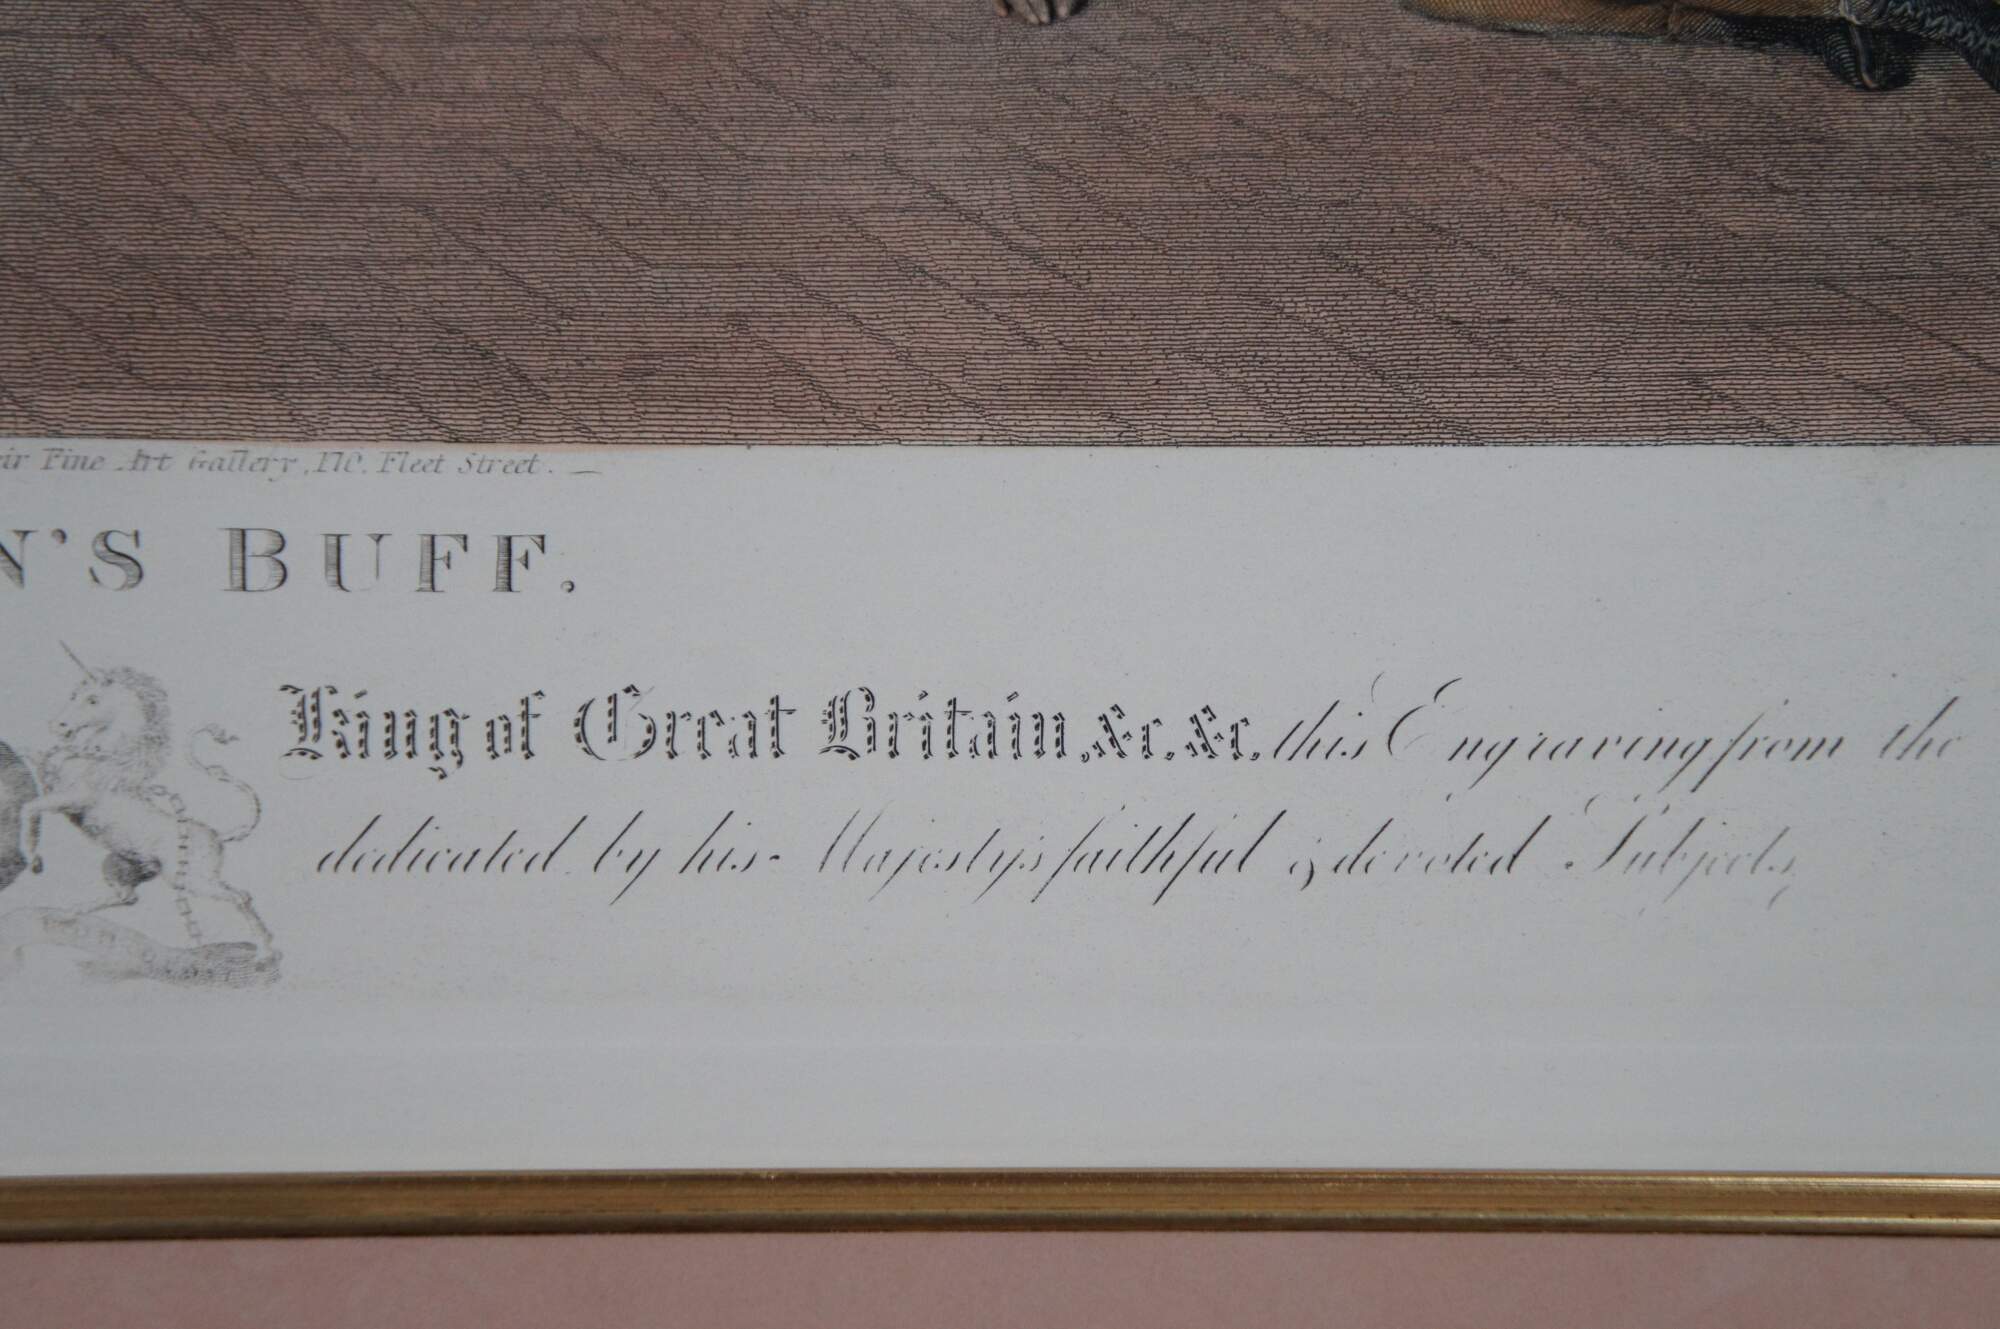 eir Fine Art Gallery, 170, Fleet Street. —
N'S BUFF.
King of Great Britain, &c. &c. this Engraving from the
dedicated by his Majesty's faithful & devoted Subjects,